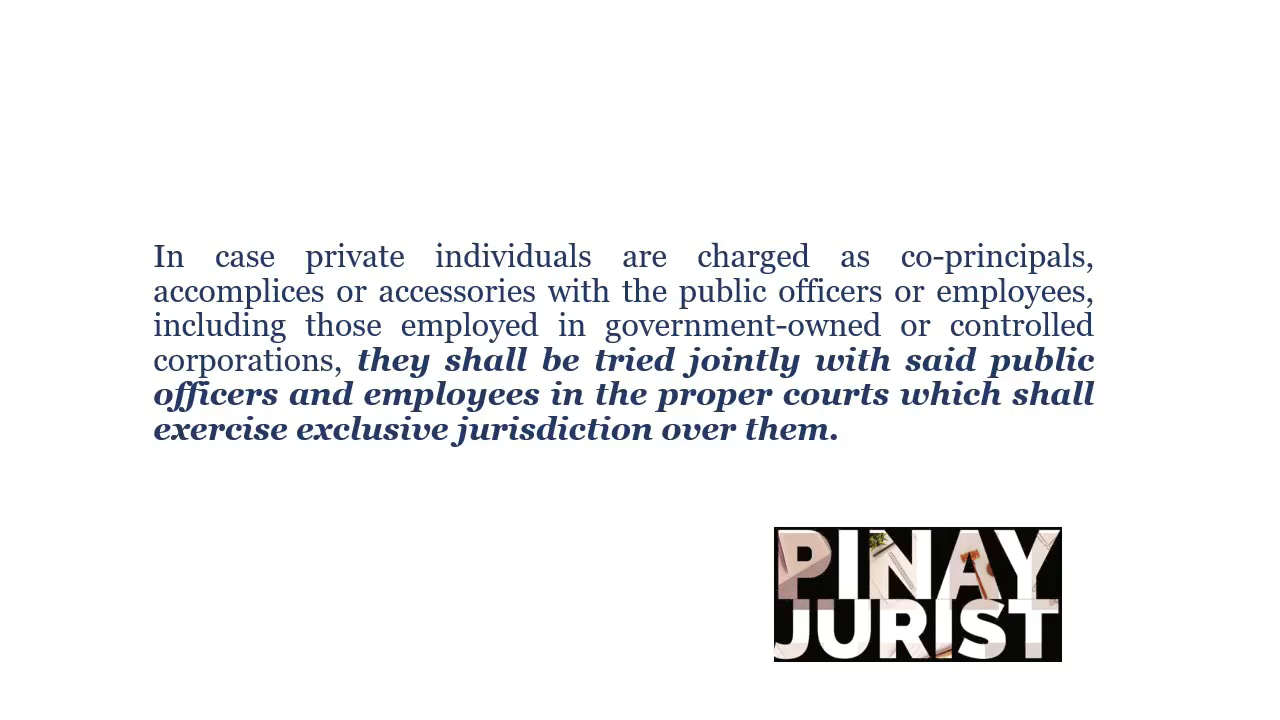 In case private individuals are charged as co-principals,
accomplices or accessories with the public officers or employees,
including those employed in government-owned or controlled
corporations, they shall be tried jointly with said public
officers and employees in the proper courts which shall
exercise exclusive jurisdiction over them.
PINAY
JURIST